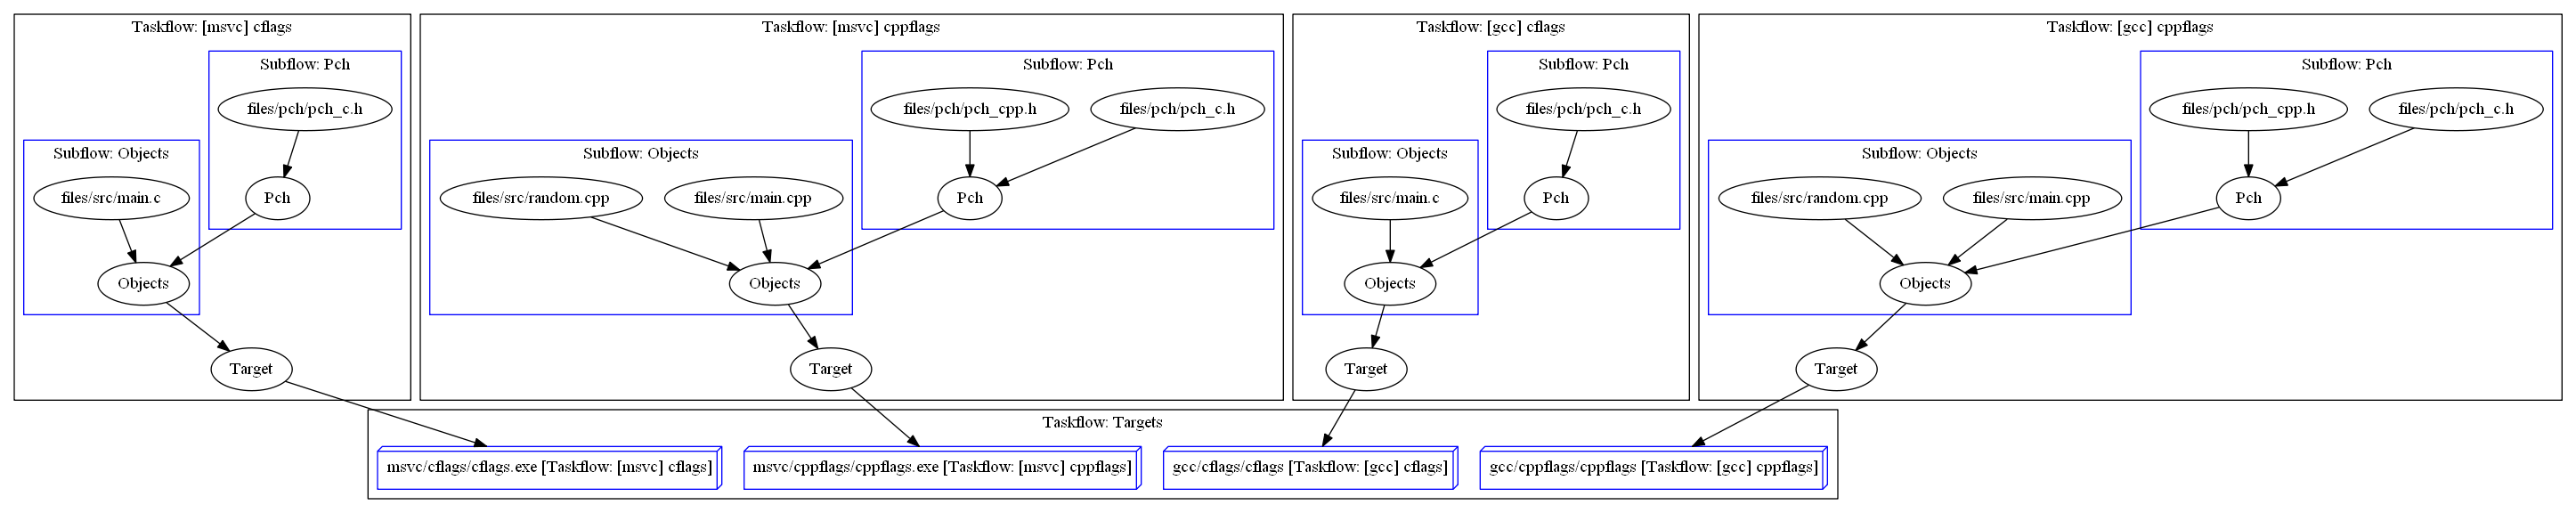 Taskflow: [msvc] cflags
Subflow: Pch
files/pch/pch_c.h
Subflow: Objects
files/src/main.c
Pch
Objects
Target
Taskflow: [msvc] cppflags
Subflow: Pch
files/pch/pch_cpp.h
files/pch/pch_c.h
Subflow: Objects
files/src/random.cpp
files/src/main.cpp
Pch
Objects
Target
Taskflow: [gcc] cflags
Subflow: Pch
files/pch/pch_c.h
Subflow: Objects
files/src/main.c
Pch
Objects
Target
Taskflow: [gcc] cppflags
Subflow: Pch
files/pch/pch_cpp.h
files/pch/pch_c.h
Subflow: Objects
files/src/random.cpp
files/src/main.cpp
Pch
Objects
Target
Taskflow: Targets
msvc/cflags/cflags.exe [Taskflow: [msvc] cflags]
msvc/cppflags/cppflags.exe [Taskflow: [msvc] cppflags]
gcc/cflags/cflags [Taskflow: [gcc] cflags]
gcc/cppflags/cppflags [Taskflow: [gcc] cppflags]